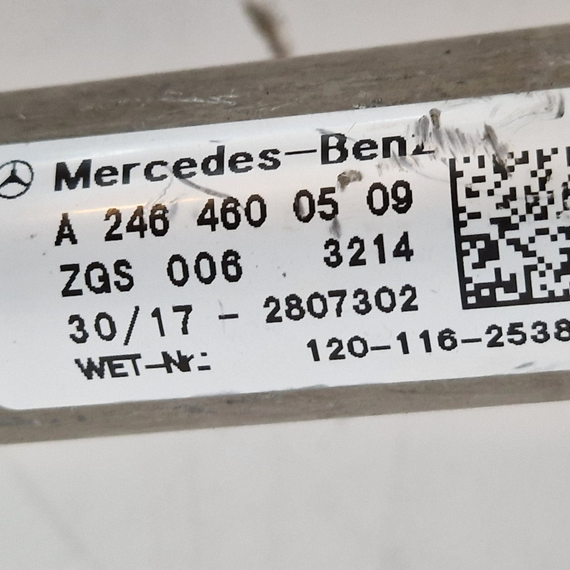 Mercedes-Benz
A 246 460 05 09
ZGS 006 3214
30/17 - 2807302
WET-Nr: 120-116-2538